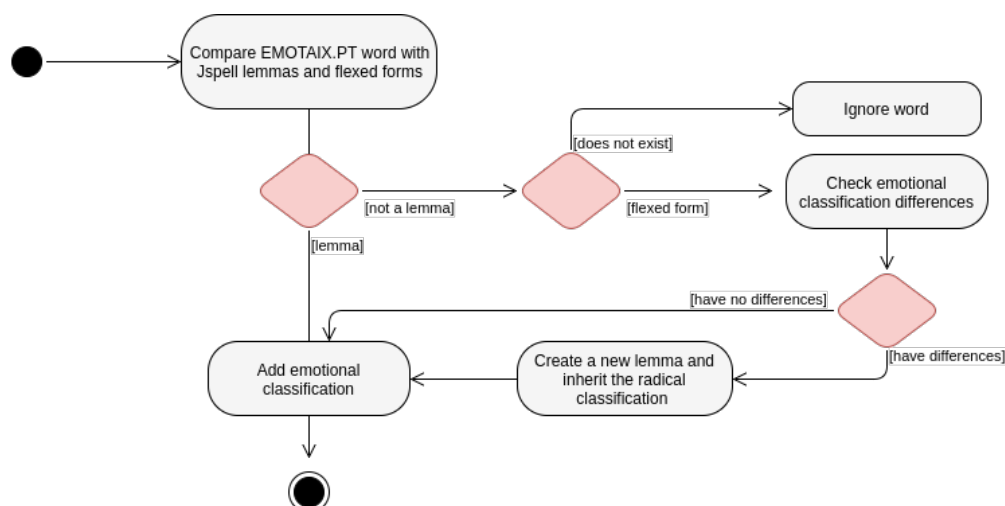 Compare EMOTAIX.PT word with
Jspell lemmas and flexed forms
Ignore word
[does not exist]
Check emotional
classification differences
[not a lemma]
[flexed form]
[lemma]
[have no differences]
[have differences]
Add emotional
classification
Create a new lemma and
inherit the radical
classification